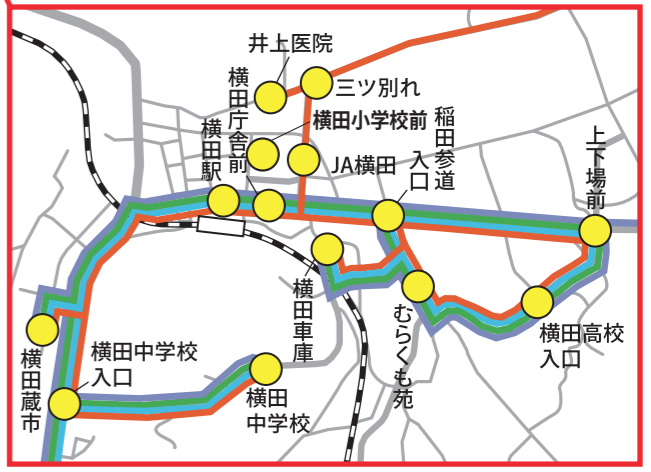 井上医院
三ツ別れ
横田庁舎前
横田小学校前
横田駅
JA横田
稲田参道
入口
上下場前
横田車庫
むらくも苑
横田高校
入口
横田蔵市
横田中学校
入口
横田
中学校